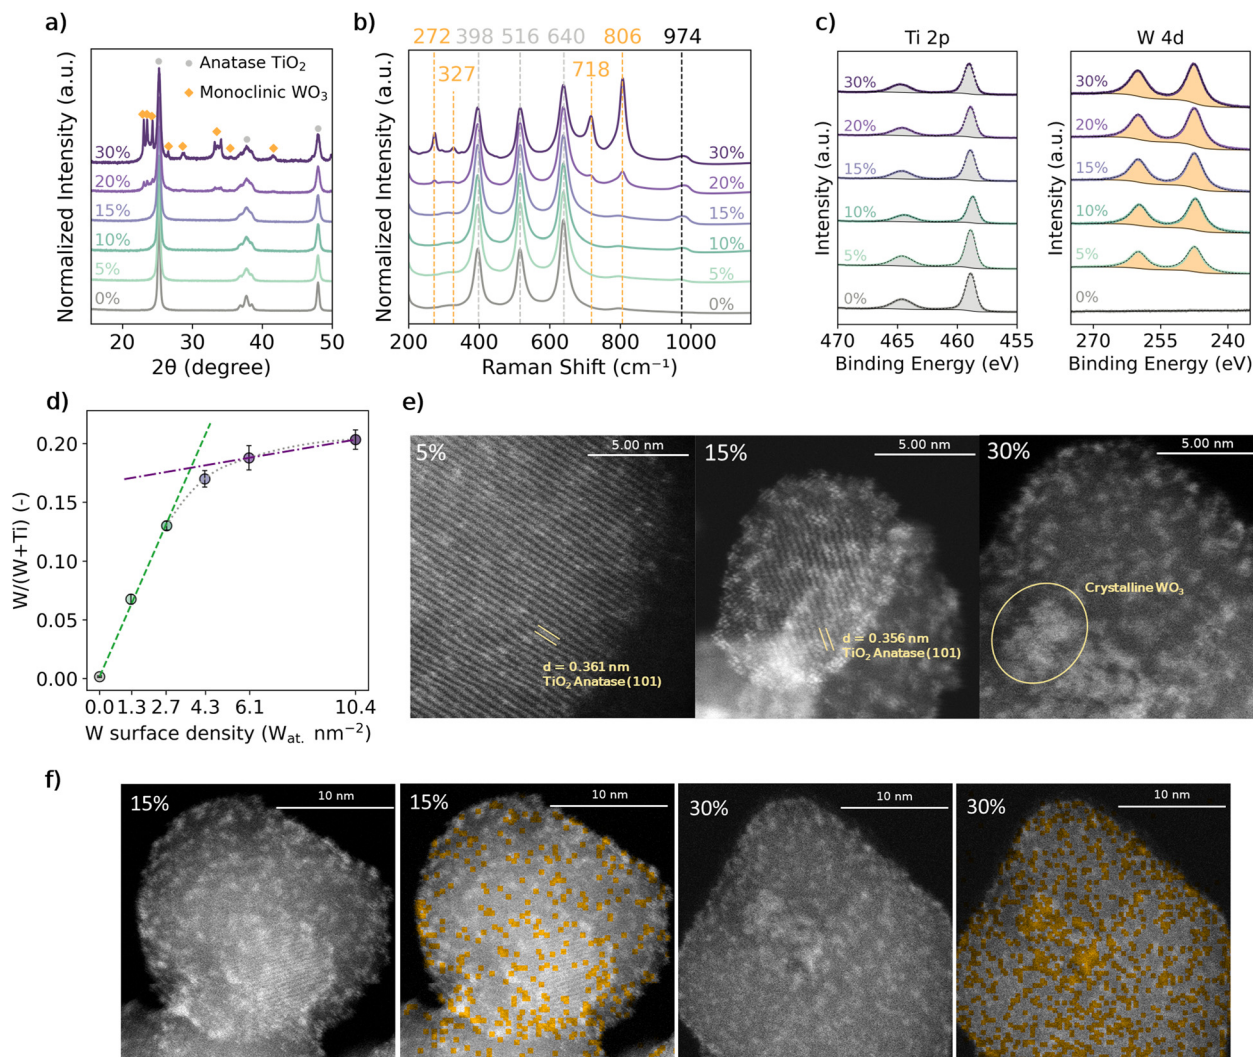 a)
Normalized Intensity (a.u.)
Anatase TiO₂
Monoclinic WO₃
30%
20%
15%
10%
5%
0%
20 30 40 50
2θ (degree)
b)
Normalized Intensity (a.u.)
272 398 516 640 806 974
327 718
30%
20%
15%
10%
5%
0%
200 400 600 800 1000
Raman Shift (cm⁻¹)
c)
Ti 2p
Intensity (a.u.)
30%
20%
15%
10%
5%
0%
470 465 460 455
Binding Energy (eV)
W 4d
Intensity (a.u.)
30%
20%
15%
10%
5%
0%
270 255 240
Binding Energy (eV)
d)
W/(W+Ti) (-)
0.20
0.15
0.10
0.05
0.00
0.0 1.3 2.7 4.3 6.1 10.4
W surface density (Wat. nm⁻²)
e)
5%
5.00 nm
d = 0.361 nm
TiO₂ Anatase (101)
15%
5.00 nm
d = 0.356 nm
TiO₂ Anatase (101)
30%
5.00 nm
Crystalline WO₃
f)
15%
10 nm
15%
10 nm
30%
10 nm
30%
10 nm